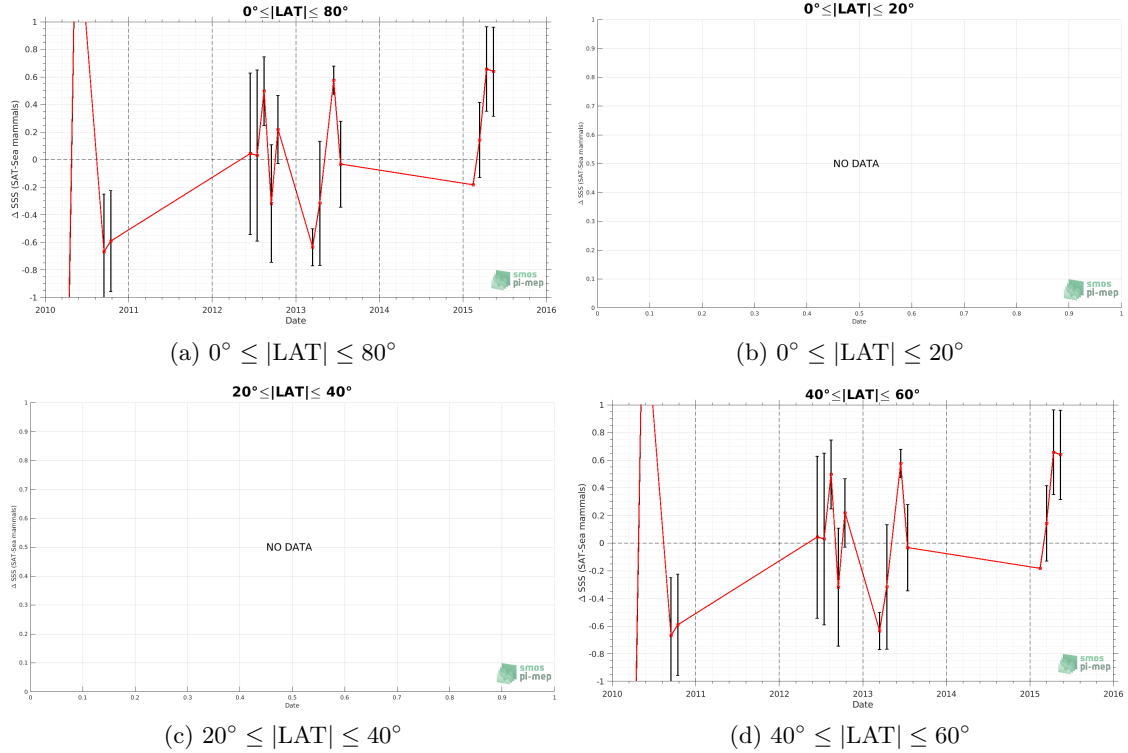 0°≤|LAT|≤ 80°
1
0.8
0.6
0.4
0.2
0
-0.2
-0.4
-0.6
-0.8
-1
Δ SSS (SAT-Sea mammals)
2010 2011 2012 2013 2014 2015 2016
Date
smos
pi-mep
(a) 0° ≤ |LAT| ≤ 80°
0°≤|LAT|≤ 20°
1
0.9
0.8
0.7
0.6
0.5
0.4
0.3
0.2
0.1
0
Δ SSS (SAT-Sea mammals)
NO DATA
0 0.1 0.2 0.3 0.4 0.5 0.6 0.7 0.8 0.9 1
Date
smos
pi-mep
(b) 0° ≤ |LAT| ≤ 20°
20°≤|LAT|≤ 40°
1
0.9
0.8
0.7
0.6
0.5
0.4
0.3
0.2
0.1
0
Δ SSS (SAT-Sea mammals)
NO DATA
0 0.1 0.2 0.3 0.4 0.5 0.6 0.7 0.8 0.9 1
Date
smos
pi-mep
(c) 20° ≤ |LAT| ≤ 40°
40°≤|LAT|≤ 60°
1
0.8
0.6
0.4
0.2
0
-0.2
-0.4
-0.6
-0.8
-1
Δ SSS (SAT-Sea mammals)
2010 2011 2012 2013 2014 2015 2016
Date
smos
pi-mep
(d) 40° ≤ |LAT| ≤ 60°